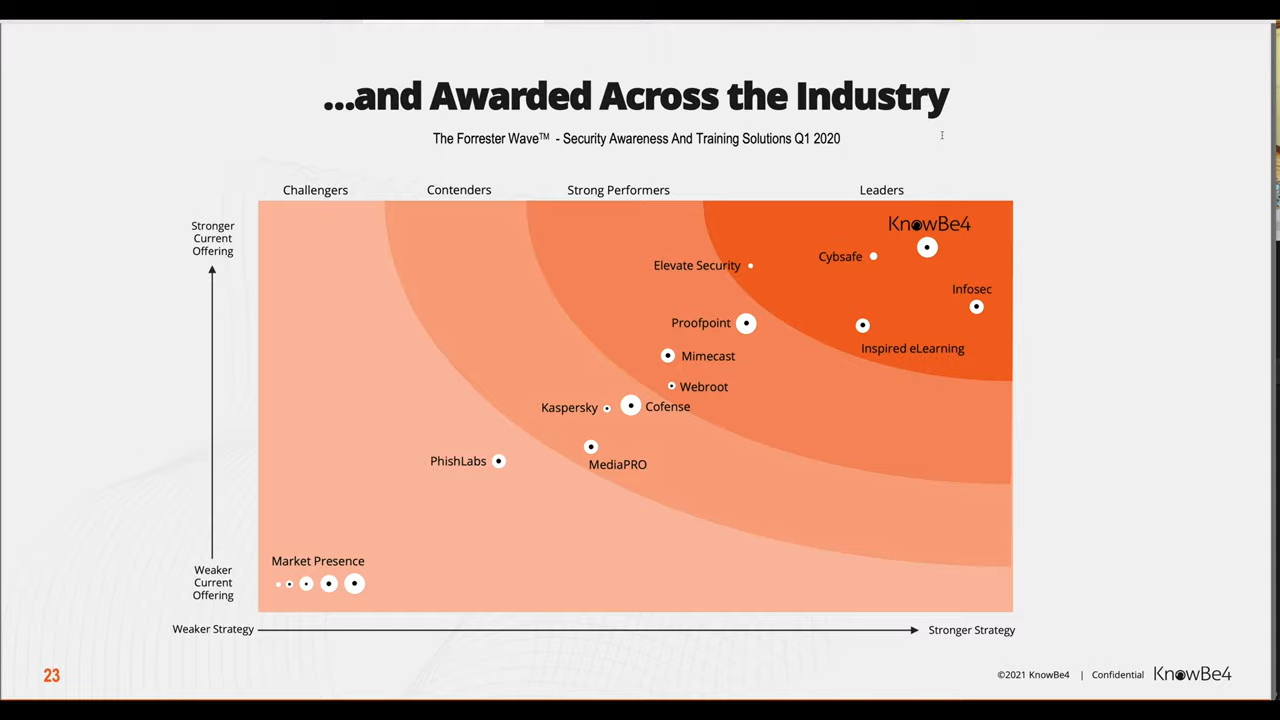 ...and Awarded Across the Industry
The Forrester Wave™ - Security Awareness And Training Solutions Q1 2020
Challengers
Contenders
Strong Performers
Leaders
Stronger
Current
Offering
KnowBe4
Cybsafe
Elevate Security
Infosec
Proofpoint
Inspired eLearning
Mimecast
Webroot
Kaspersky
Cofense
PhishLabs
MediaPRO
Market Presence
Weaker
Current
Offering
Weaker Strategy
Stronger Strategy
23
©2021 KnowBe4 | Confidential
KnowBe4